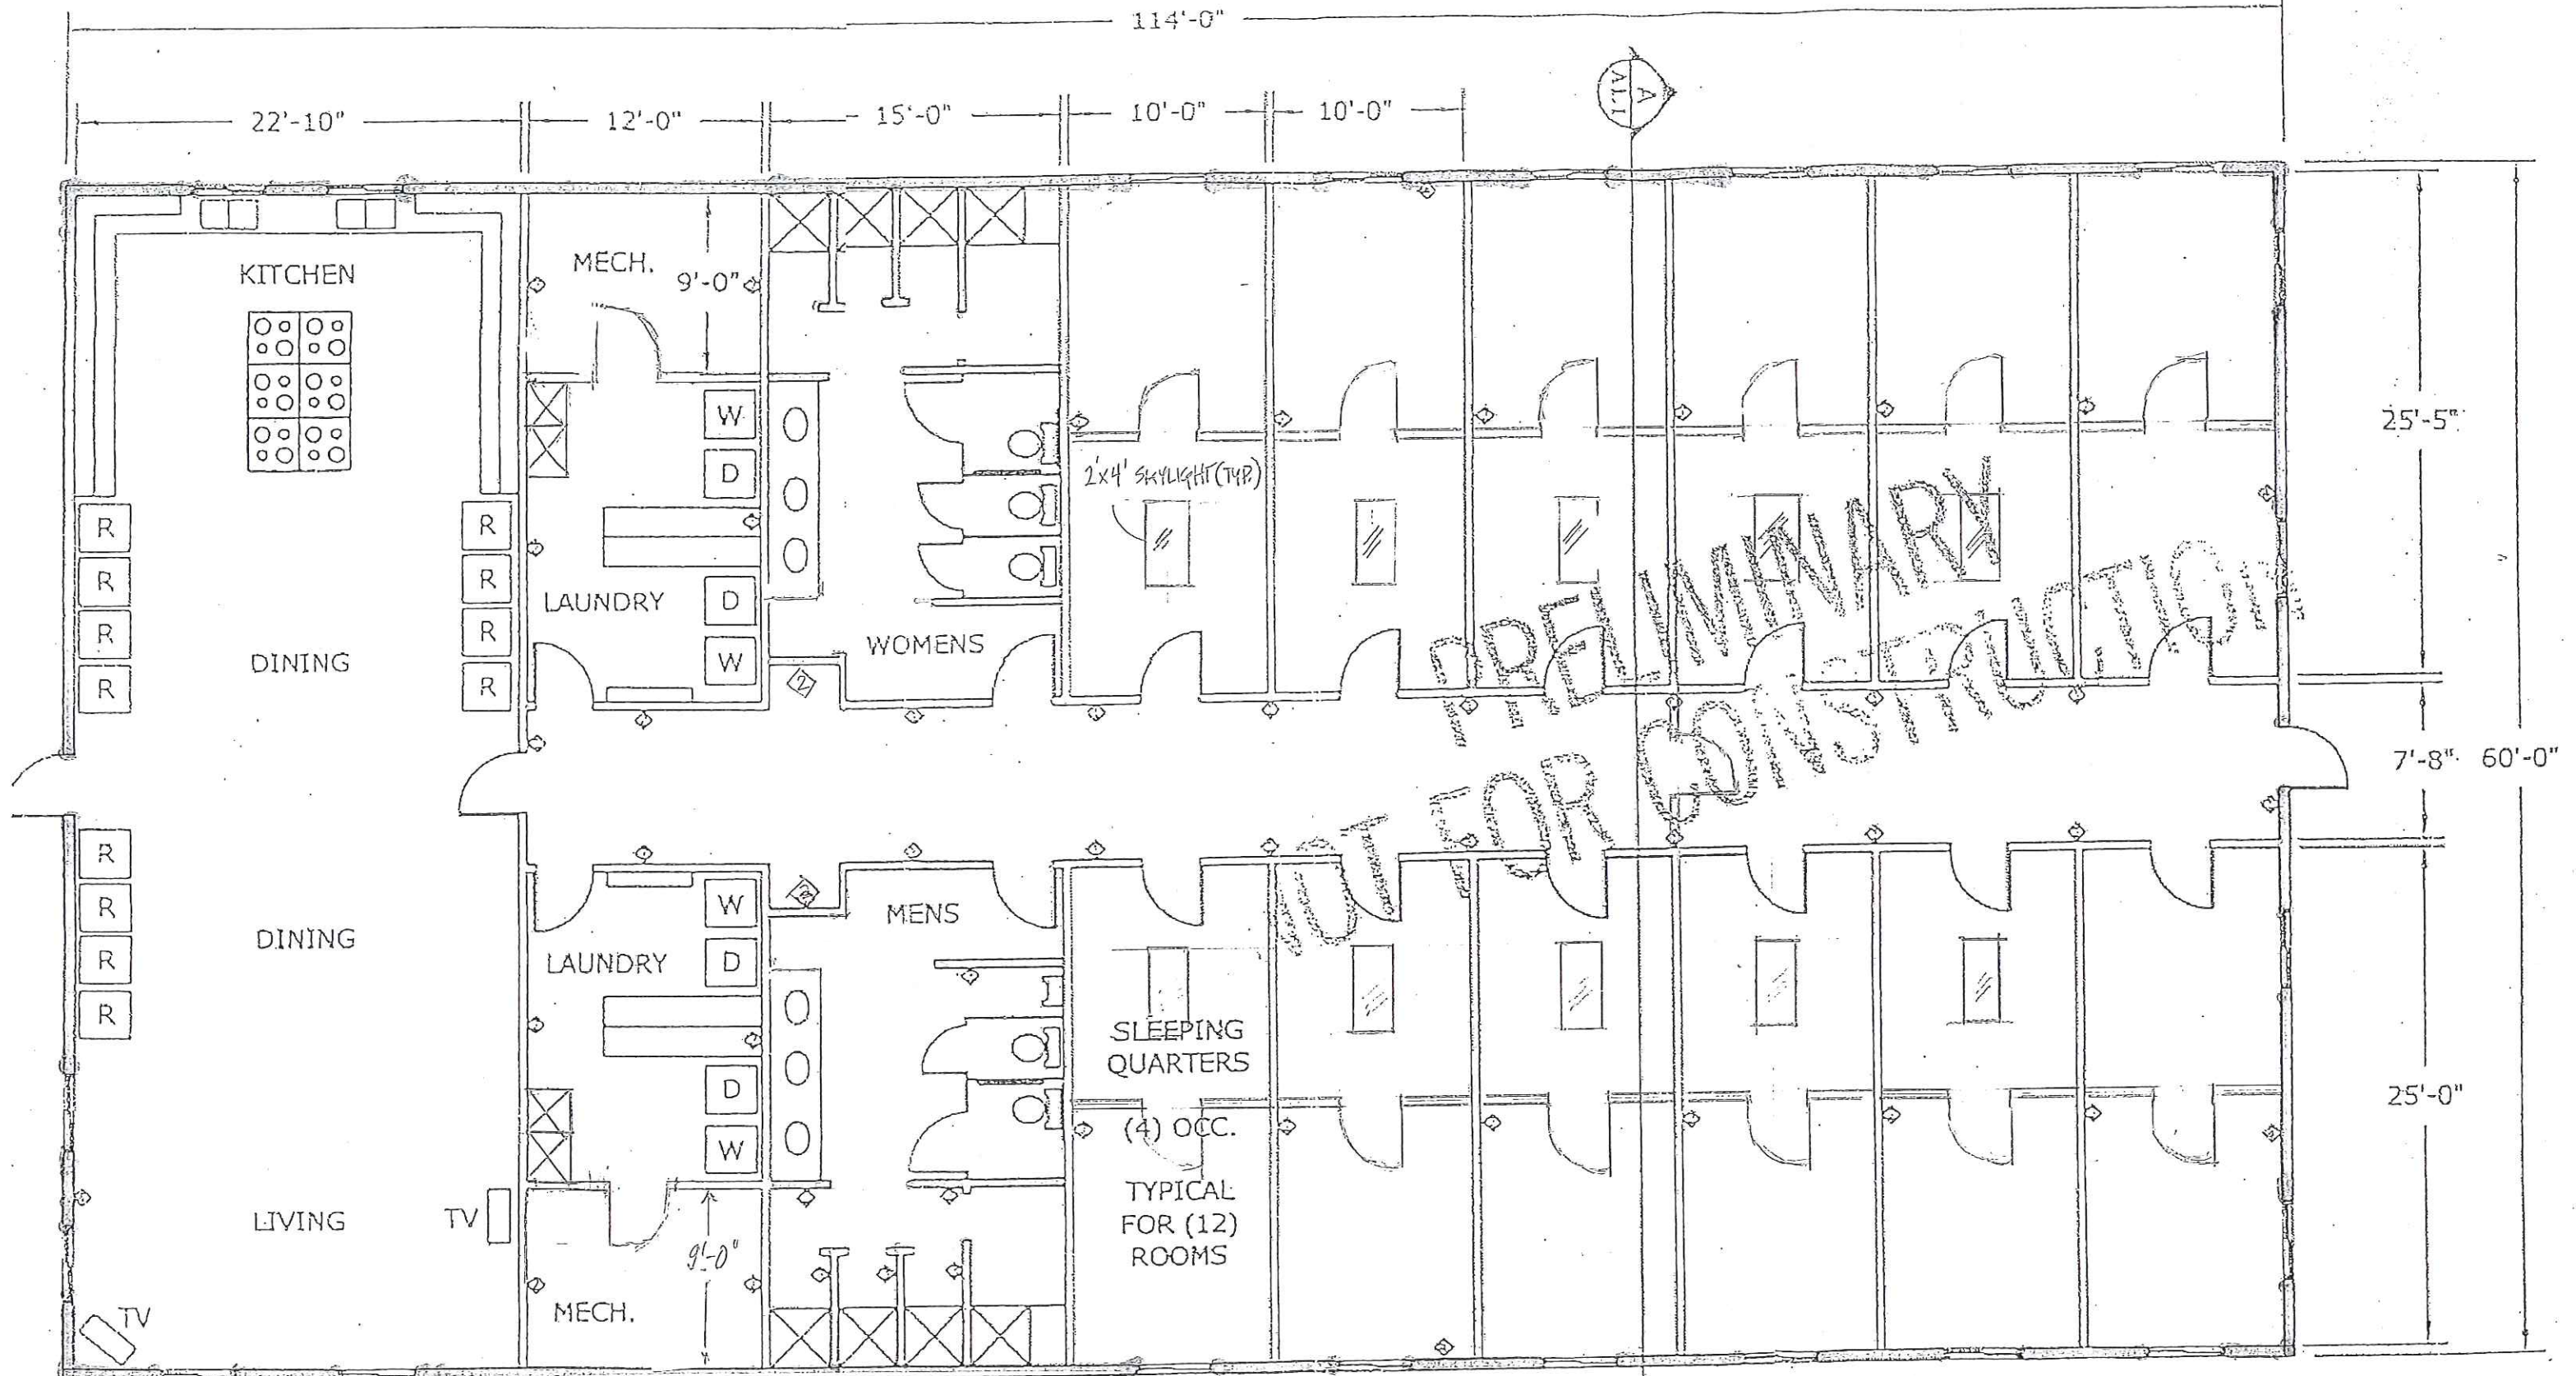 114'-0"
22'-10"
12'-0"
15'-0"
10'-0"
10'-0"
A
A1.1
KITCHEN
MECH.
9'-0"
W
D
2'x4' SKYLIGHT (TYP.)
25'-5"
R
R
R
R
R
R
R
R
LAUNDRY
D
W
DINING
WOMENS
2
PRELIMINARY
NOT FOR CONSTRUCTION
7'-8"
60'-0"
R
R
R
R
DINING
2
W
D
LAUNDRY
MENS
SLEEPING
QUARTERS
(4) OCC.
TYPICAL
FOR (12)
ROOMS
25'-0"
D
W
LIVING
TV
9'-0"
MECH.
TV